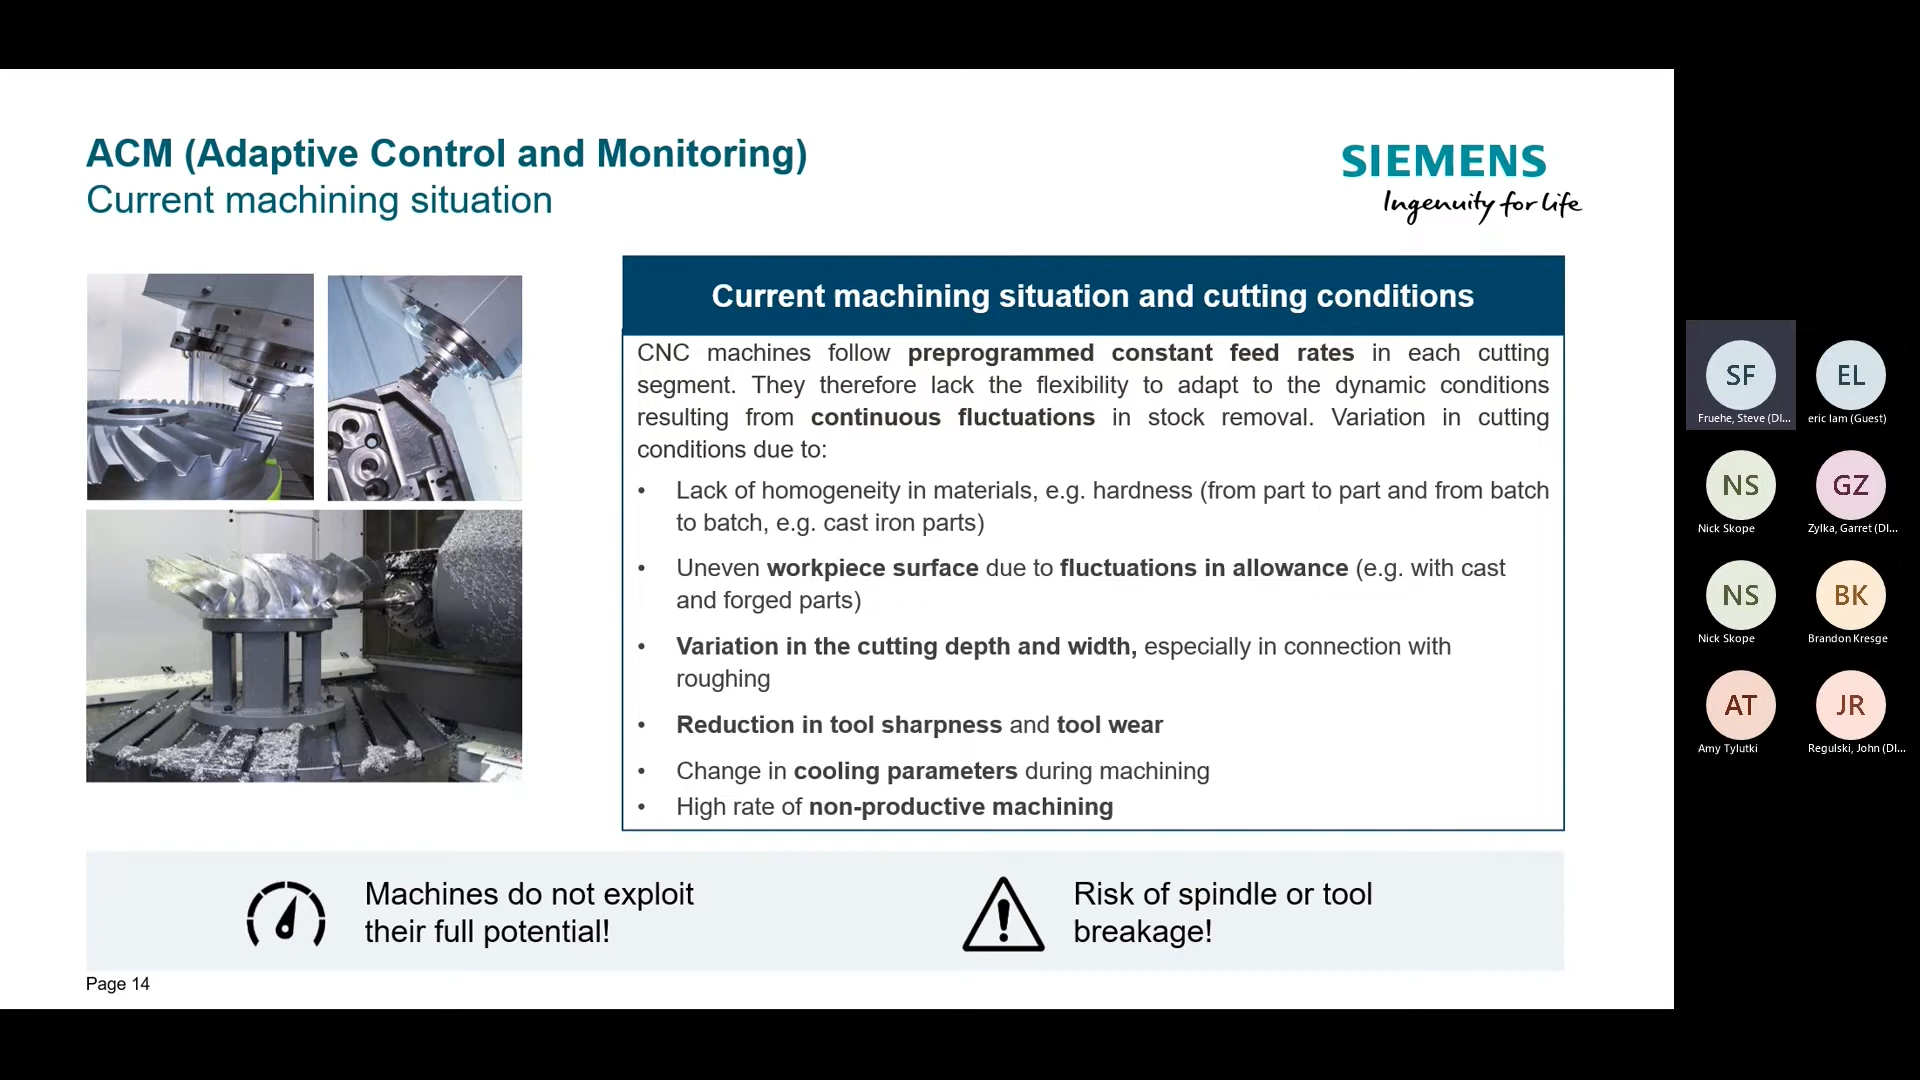 ACM (Adaptive Control and Monitoring)
Current machining situation
SIEMENS
Ingenuity for life
Current machining situation and cutting conditions
CNC machines follow preprogrammed constant feed rates in each cutting
segment. They therefore lack the flexibility to adapt to the dynamic conditions
resulting from continuous fluctuations in stock removal. Variation in cutting
conditions due to:
• Lack of homogeneity in materials, e.g. hardness (from part to part and from batch
to batch, e.g. cast iron parts)
• Uneven workpiece surface due to fluctuations in allowance (e.g. with cast
and forged parts)
• Variation in the cutting depth and width, especially in connection with
roughing
• Reduction in tool sharpness and tool wear
• Change in cooling parameters during machining
• High rate of non-productive machining
Machines do not exploit
their full potential!
Risk of spindle or tool
breakage!
Page 14
SF
Fruehe, Steve (DI...
EL
eric lam (Guest)
NS
Nick Skope
GZ
Zylka, Garret (DI...
NS
Nick Skope
BK
Brandon Kresge
AT
Amy Tylutki
JR
Regulski, John (DI...